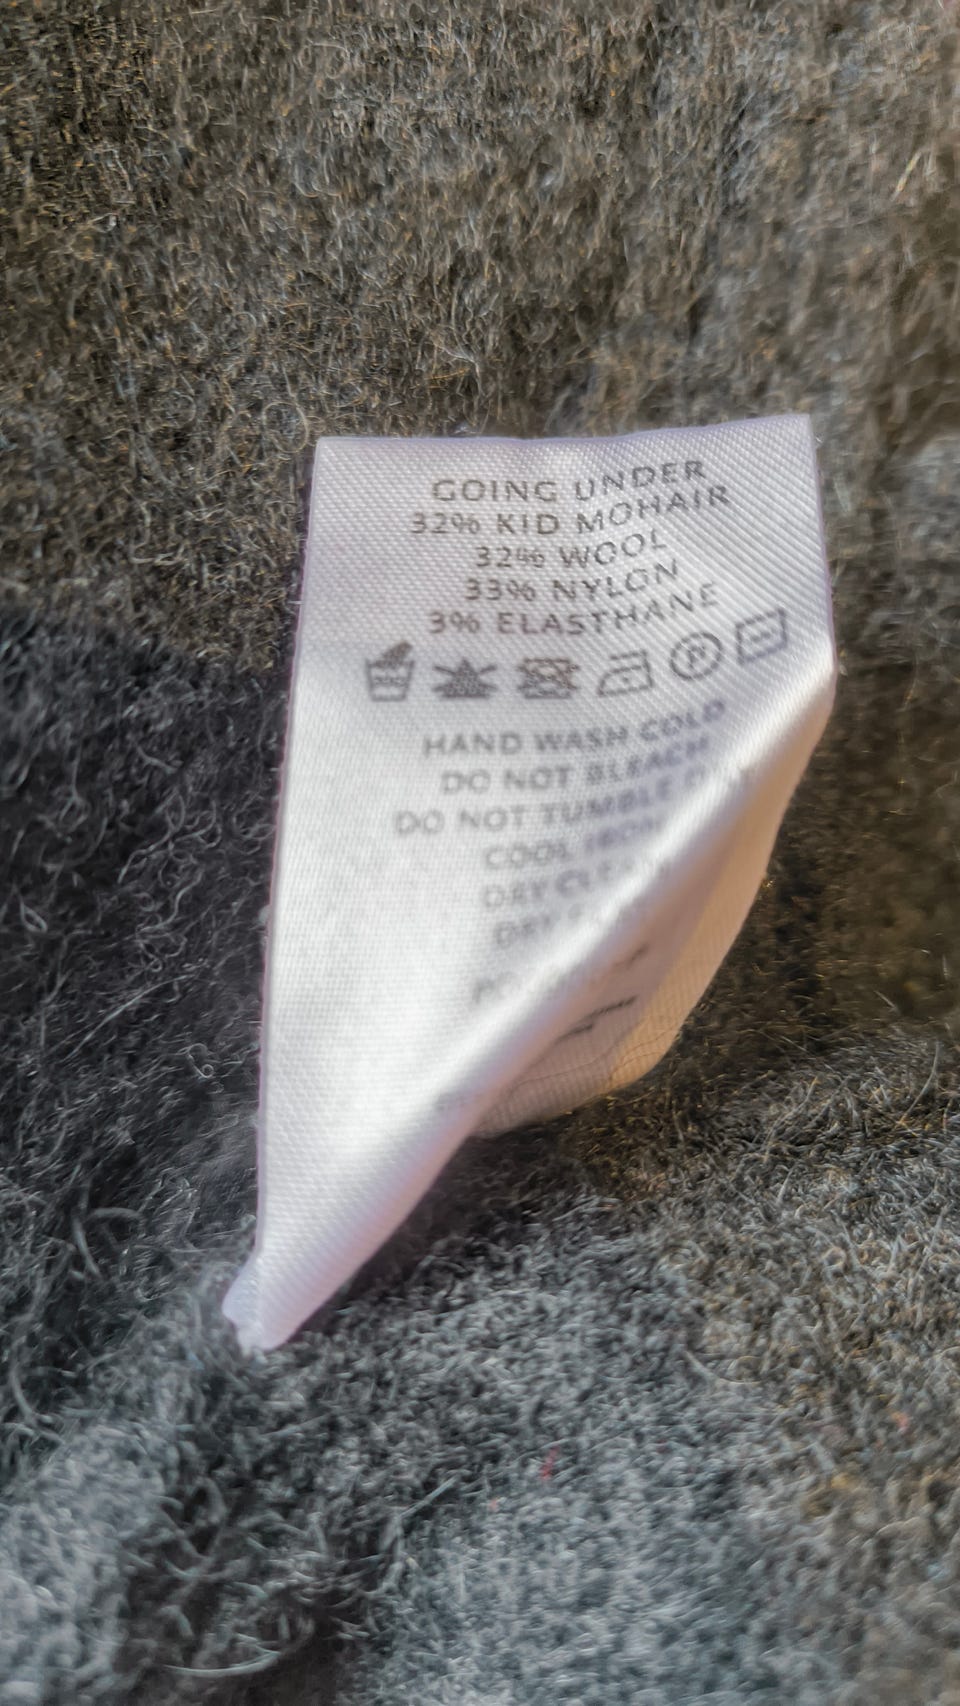 GOING UNDER
32% KID MOHAIR
32% WOOL
33% NYLON
3% ELASTHANE
P
HAND WASH COLD
DO NOT BLEACH
DO NOT TUMBLE
COOL IRON
DRY